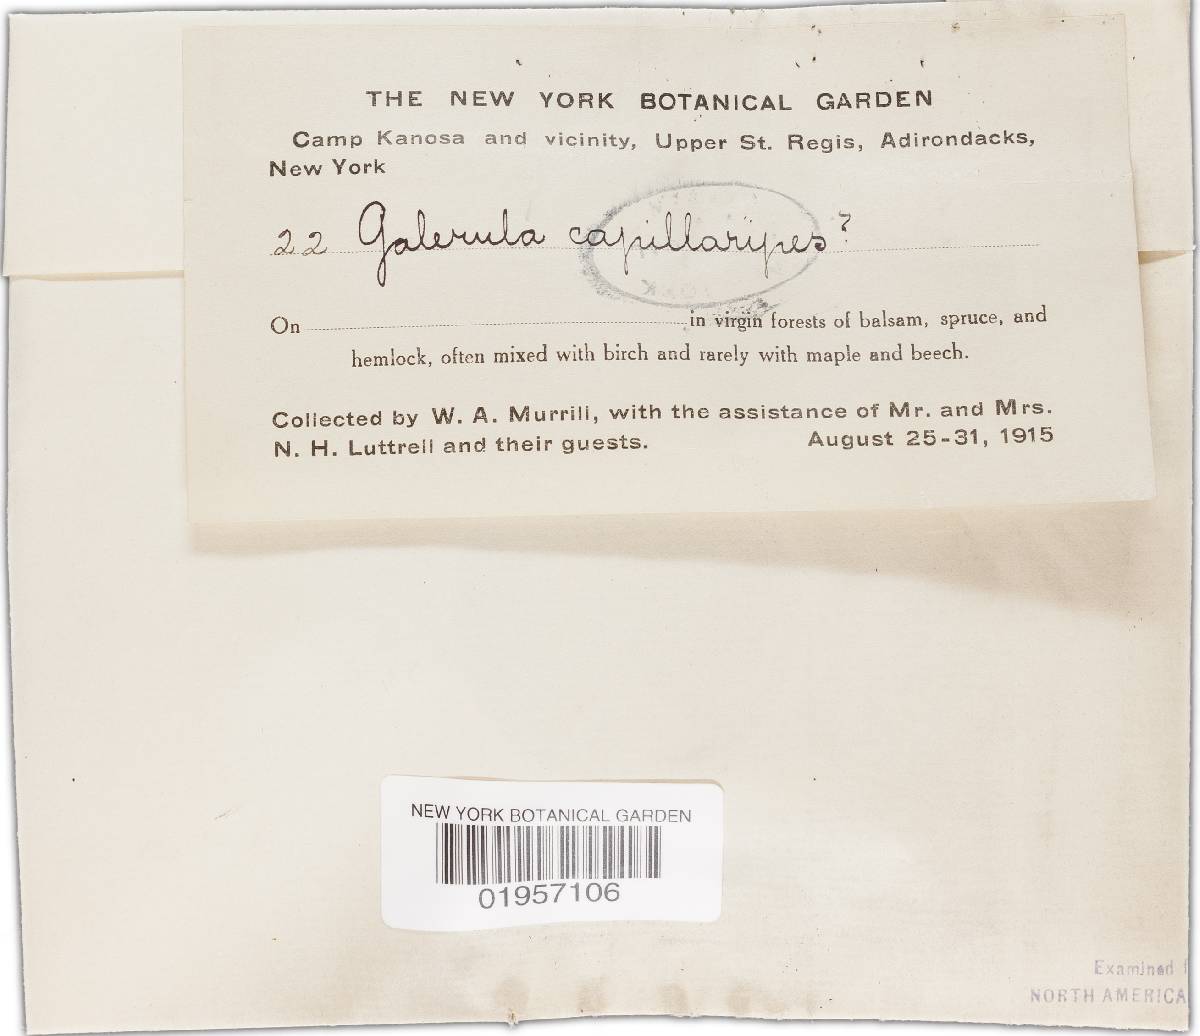 THE NEW YORK BOTANICAL GARDEN
Camp Kanosa and vicinity, Upper St. Regis, Adirondacks,
New York
22 Galerula capillaripes?
On in virgin forests of balsam, spruce, and
hemlock, often mixed with birch and rarely with maple and beech.
Collected by W. A. Murrill, with the assistance of Mr. and Mrs.
N. H. Luttrell and their guests. August 25-31, 1915
NEW YORK BOTANICAL GARDEN
01957106
Examined
NORTH AMERICA